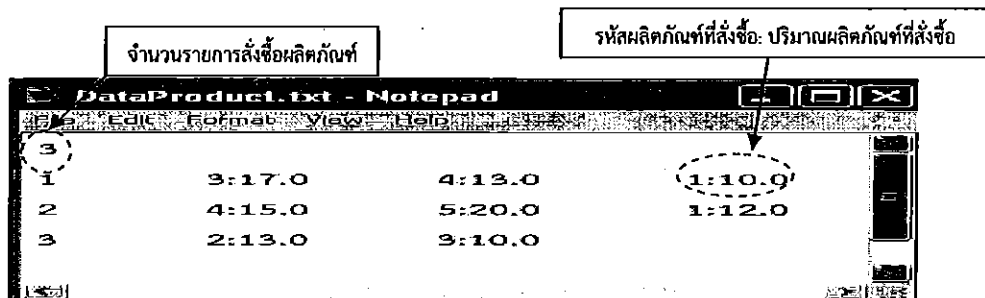 รหัสผลิตภัณฑ์ที่สั่งซื้อ: ปริมาณผลิตภัณฑ์ที่สั่งซื้อ
จำนวนรายการสั่งซื้อผลิตภัณฑ์
DataProduct.txt - Notepad
File Edit Format View Help
3
1 3:17.0 4:13.0 1:10.0
2 4:15.0 5:20.0 1:12.0
3 2:13.0 3:10.0